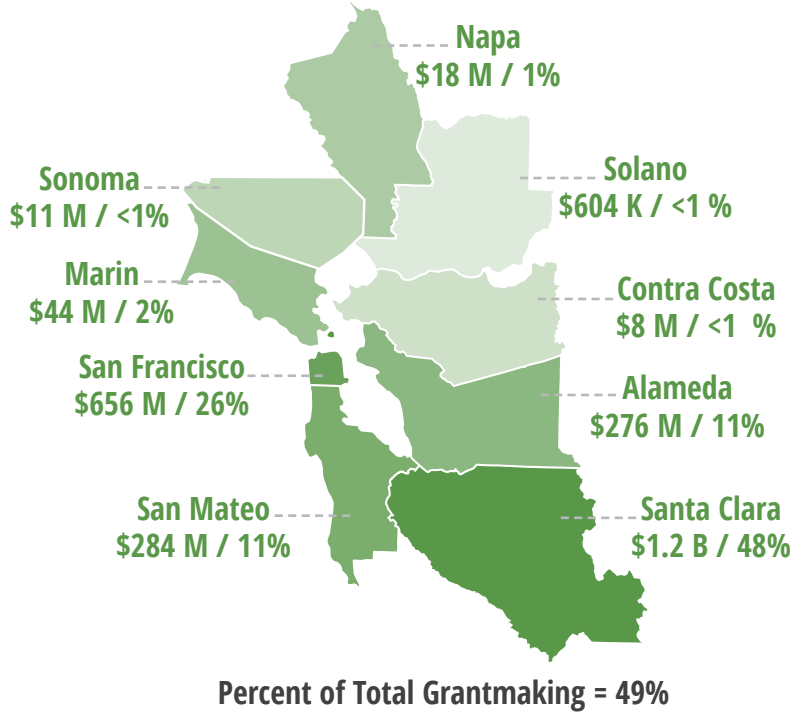 Napa
$18 M / 1%
Solano
$604 K / <1 %
Sonoma
$11 M / <1%
Marin
$44 M / 2%
Contra Costa
$8 M / <1  %
San Francisco
$656 M / 26%
Alameda
$276 M / 11%
San Mateo
$284 M / 11%
Santa Clara
$1.2 B / 48%
Percent of Total Grantmaking = 49%